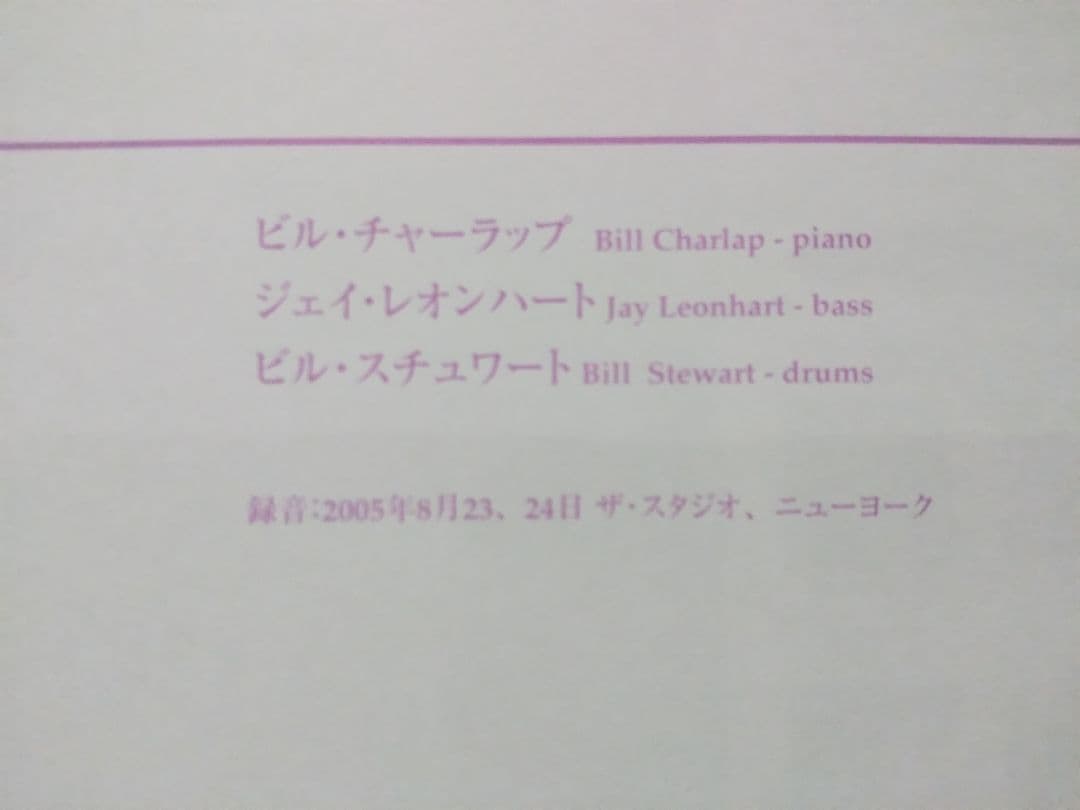 ビル・チャーラップ Bill Charlap - piano
ジェイ・レオンハート Jay Leonhart - bass
ビル・スチュワート Bill Stewart - drums
録音:2005年8月23、24日 ザ・スタジオ、ニューヨーク